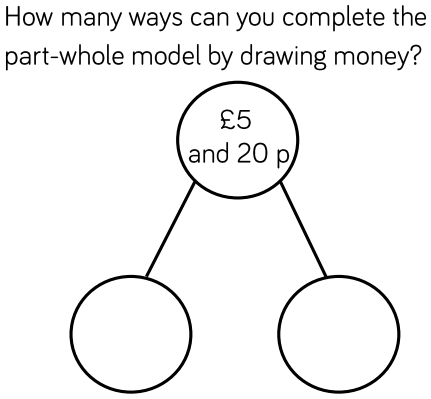 How many ways can you complete the
part-whole model by drawing money?
£5
and 20 p